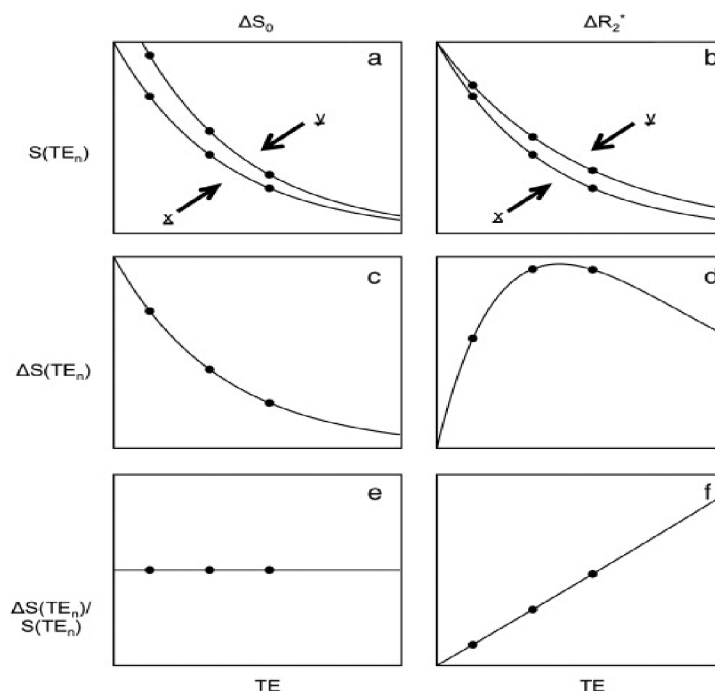 ΔS₀ ΔR₂*
a b
S(TEₙ)
y y
x x
c d
ΔS(TEₙ)
e f
ΔS(TEₙ)/
S(TEₙ)
TE TE